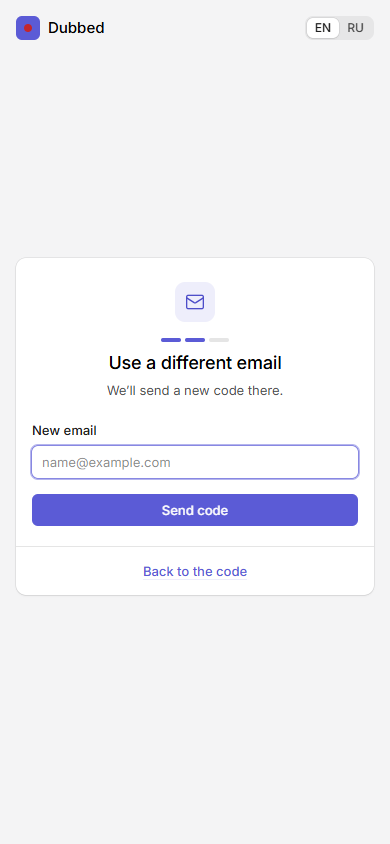 Dubbed
EN RU
Use a different email
We’ll send a new code there.
New email
name@example.com
Send code
Back to the code